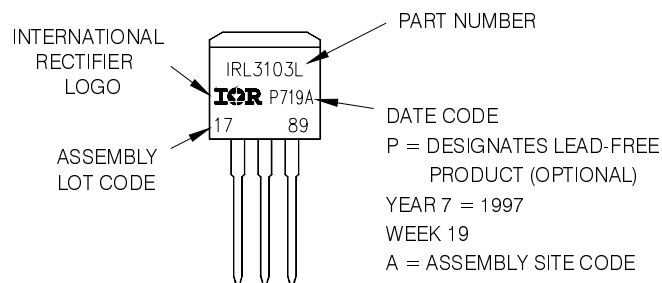 INTERNATIONAL
RECTIFIER
LOGO
PART NUMBER
IRL3103L
IOR P719A
17 89
ASSEMBLY
LOT CODE
DATE CODE
P = DESIGNATES LEAD-FREE
PRODUCT (OPTIONAL)
YEAR 7 = 1997
WEEK 19
A = ASSEMBLY SITE CODE